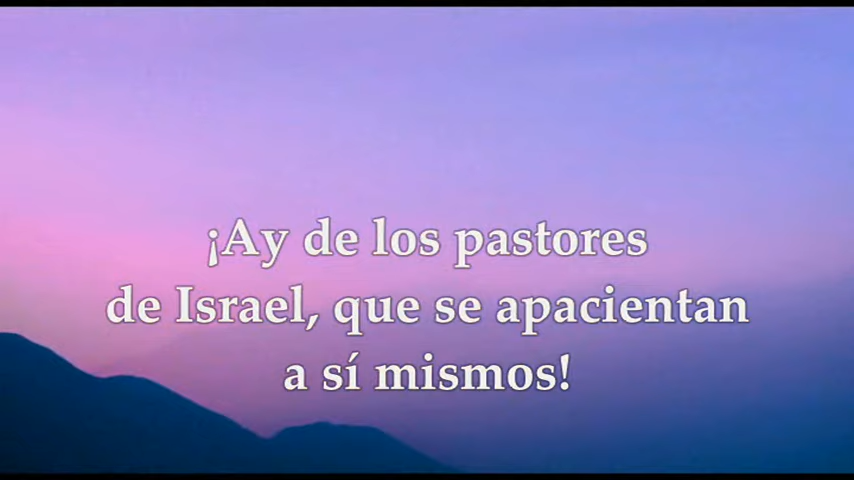 ¡Ay de los pastores
de Israel, que se apacientan
a sí mismos!